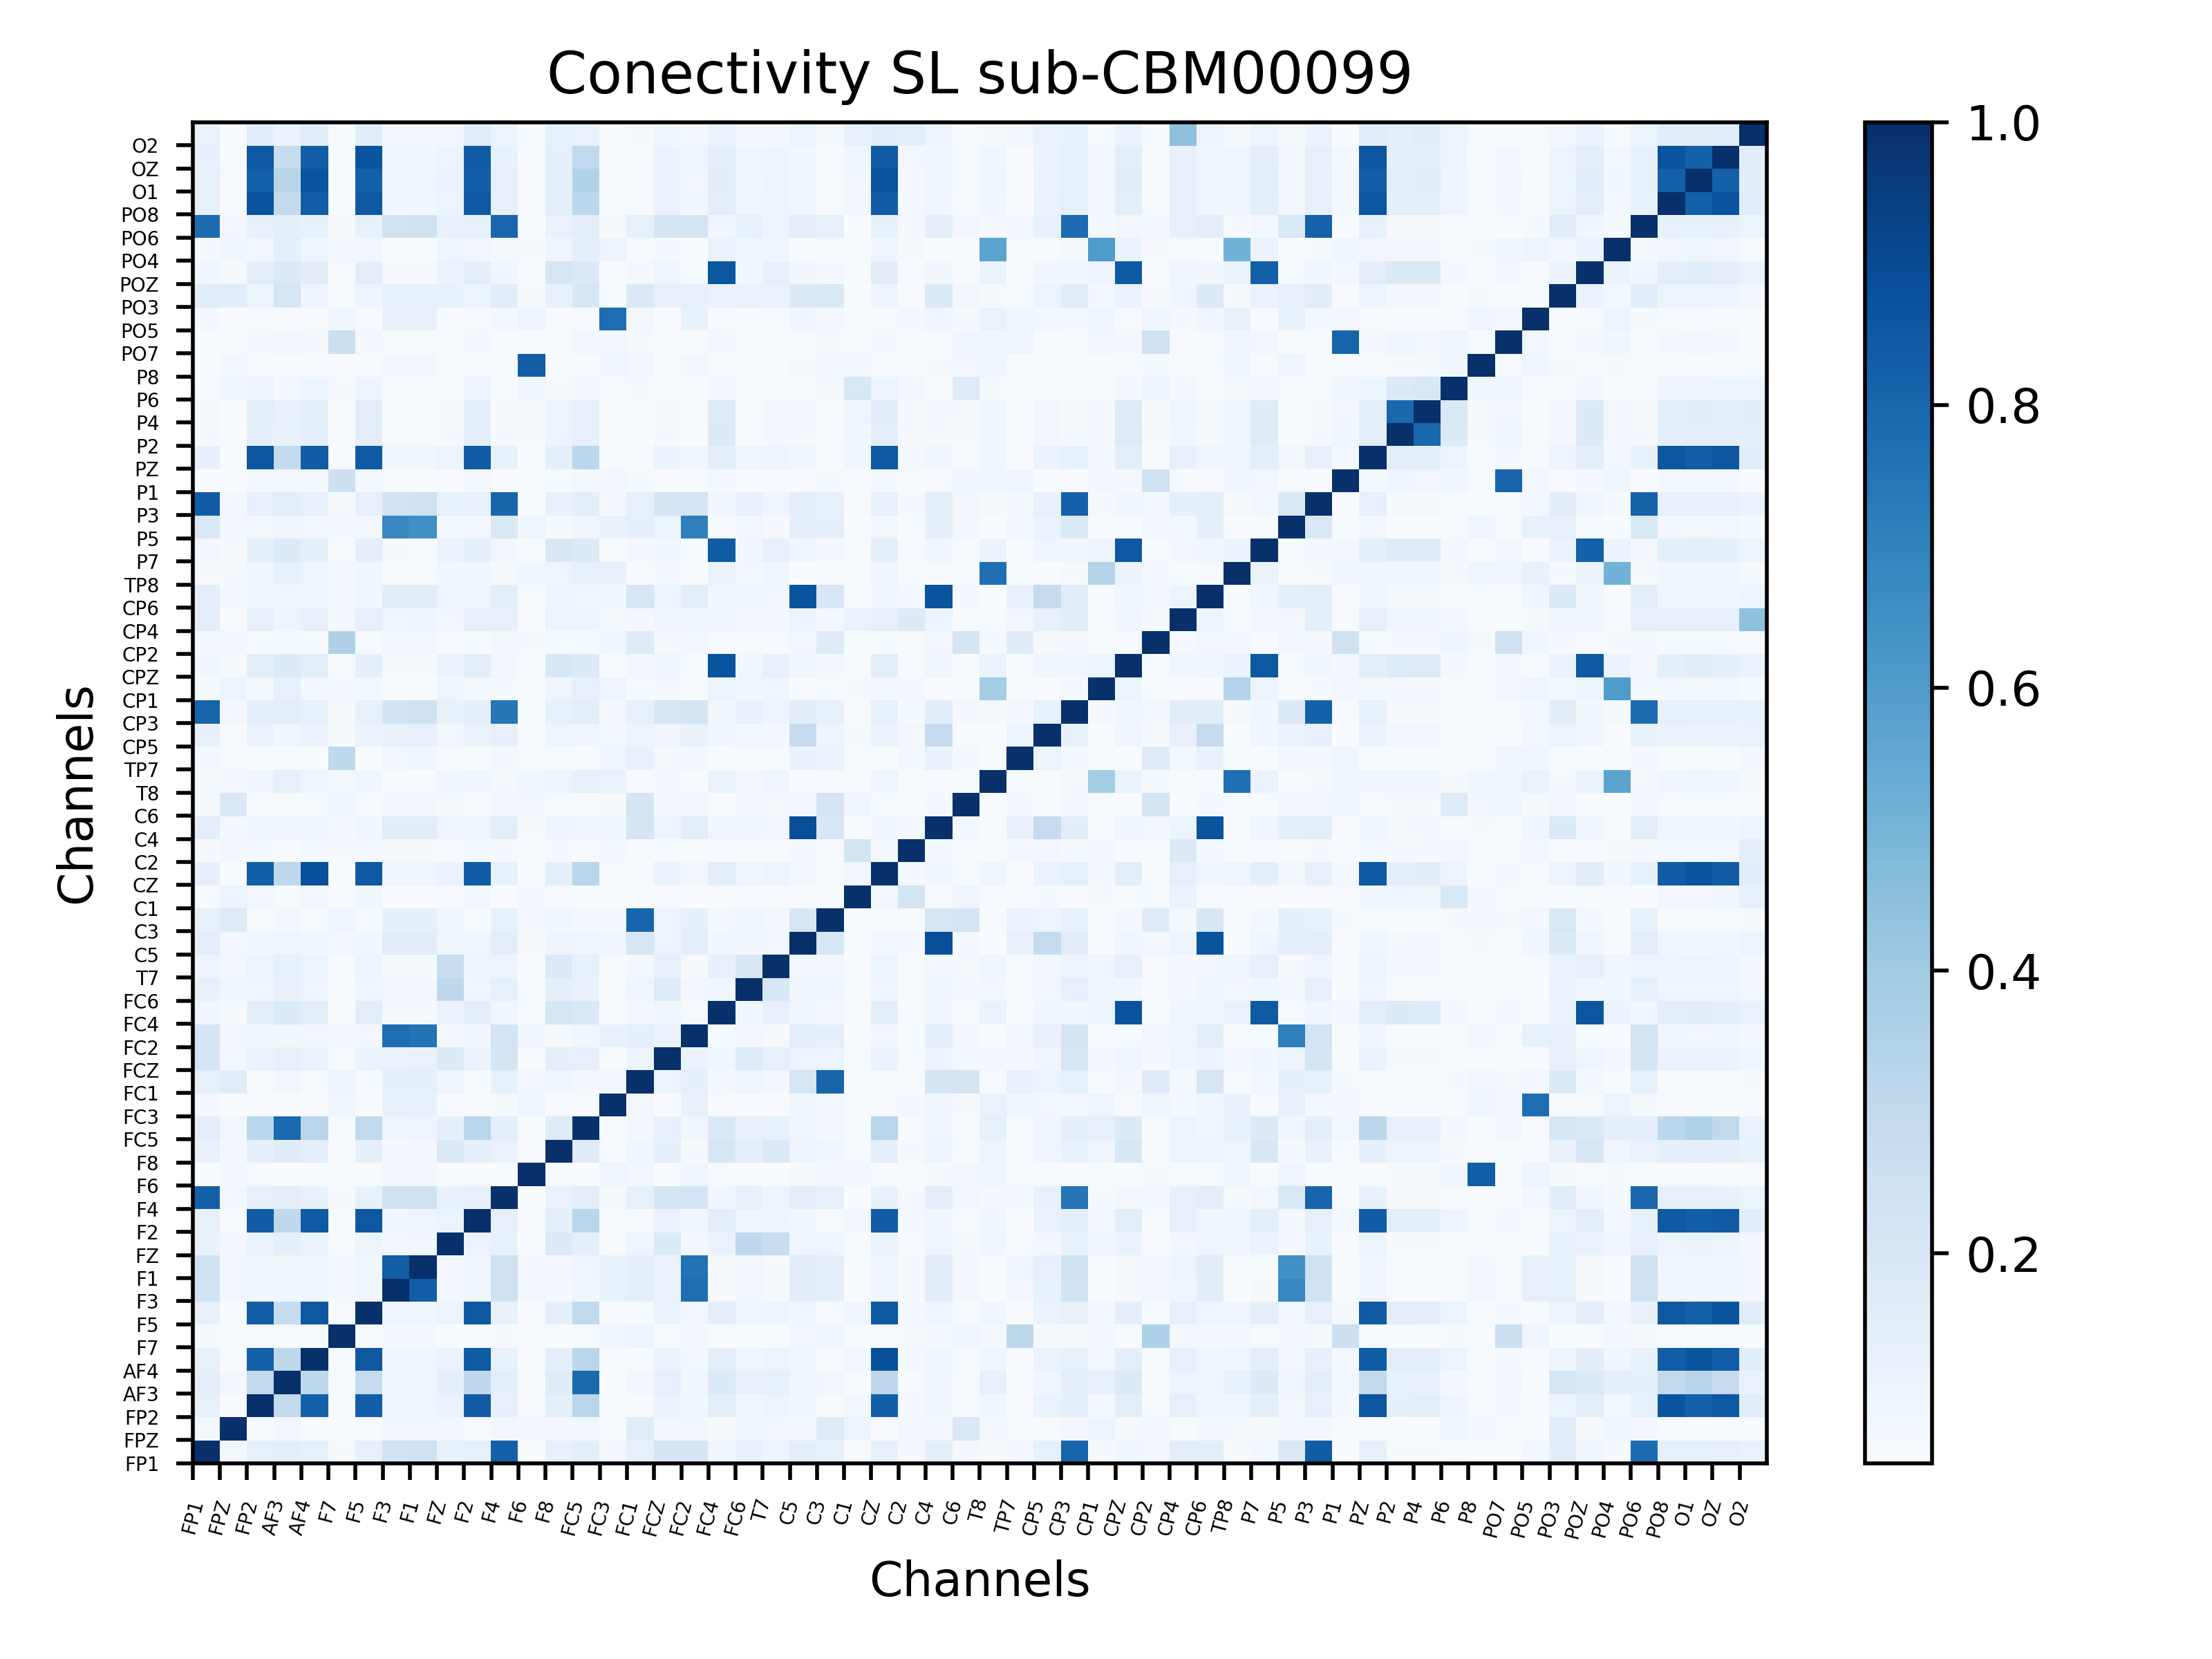 Conectivity SL sub-CBM00099
O2
OZ
O1
PO8
PO6
PO4
POZ
PO3
PO5
PO7
P8
P6
P4
P2
PZ
P1
P3
P5
P7
TP8
CP6
CP4
CP2
CPZ
CP1
CP3
CP5
TP7
T8
C6
C4
C2
CZ
C1
C3
C5
T7
FC6
FC4
FC2
FCZ
FC1
FC3
FC5
F8
F6
F4
F2
FZ
F1
F3
F5
F7
AF4
AF3
FP2
FPZ
FP1
Channels
FP1 FPZ FP2 AF3 AF4 F7 F5 F3 F1 FZ F2 F4 F6 F8 FC5 FC3 FC1 FCZ FC2 FC4 FC6 T7 C5 C3 C1 CZ C2 C4 C6 T8 TP7 CP5 CP3 CP1 CPZ CP2 CP4 CP6 TP8 P7 P5 P3 P1 PZ P2 P4 P6 P8 PO7 PO5 PO3 POZ PO4 PO6 PO8 O1 OZ O2
Channels
1.0
0.8
0.6
0.4
0.2